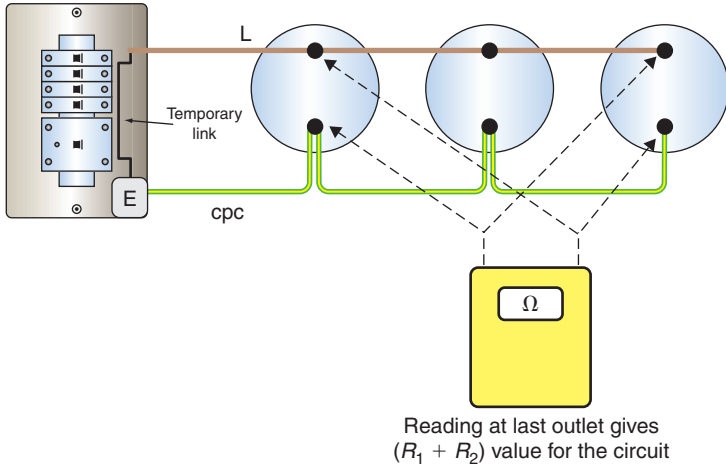 L
Temporary
link
E
cpc
Ω
Reading at last outlet gives
(R1 + R2) value for the circuit